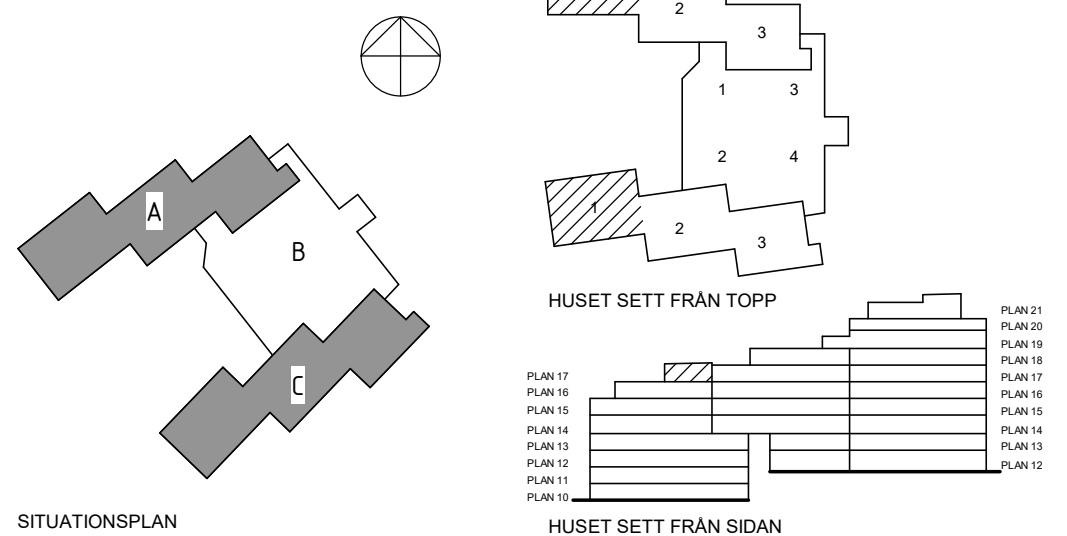 A
B
C
SITUATIONSPLAN
2
3
1 3
2 4
1
2
3
HUSET SETT FRÅN TOPP
PLAN 17
PLAN 16
PLAN 15
PLAN 14
PLAN 13
PLAN 12
PLAN 11
PLAN 10
PLAN 21
PLAN 20
PLAN 19
PLAN 18
PLAN 17
PLAN 16
PLAN 15
PLAN 14
PLAN 13
PLAN 12
HUSET SETT FRÅN SIDAN